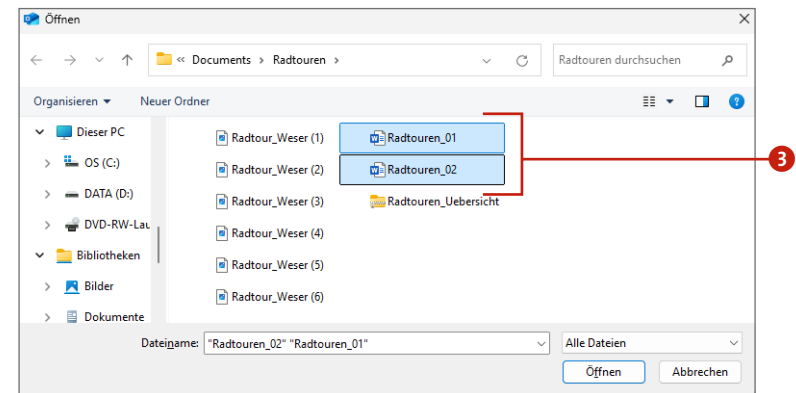 Öffnen
« Documents > Radtouren >
Radtouren durchsuchen
Organisieren
Neuer Ordner
Dieser PC
OS (C:)
DATA (D:)
DVD-RW-Lau
Bibliotheken
Bilder
Dokumente
Radtour_Weser (1)
Radtour_Weser (2)
Radtour_Weser (3)
Radtour_Weser (4)
Radtour_Weser (5)
Radtour_Weser (6)
Radtouren_01
Radtouren_02
Radtouren_Uebersicht
3
Dateiname: "Radtouren_02" "Radtouren_01"
Alle Dateien
Öffnen
Abbrechen